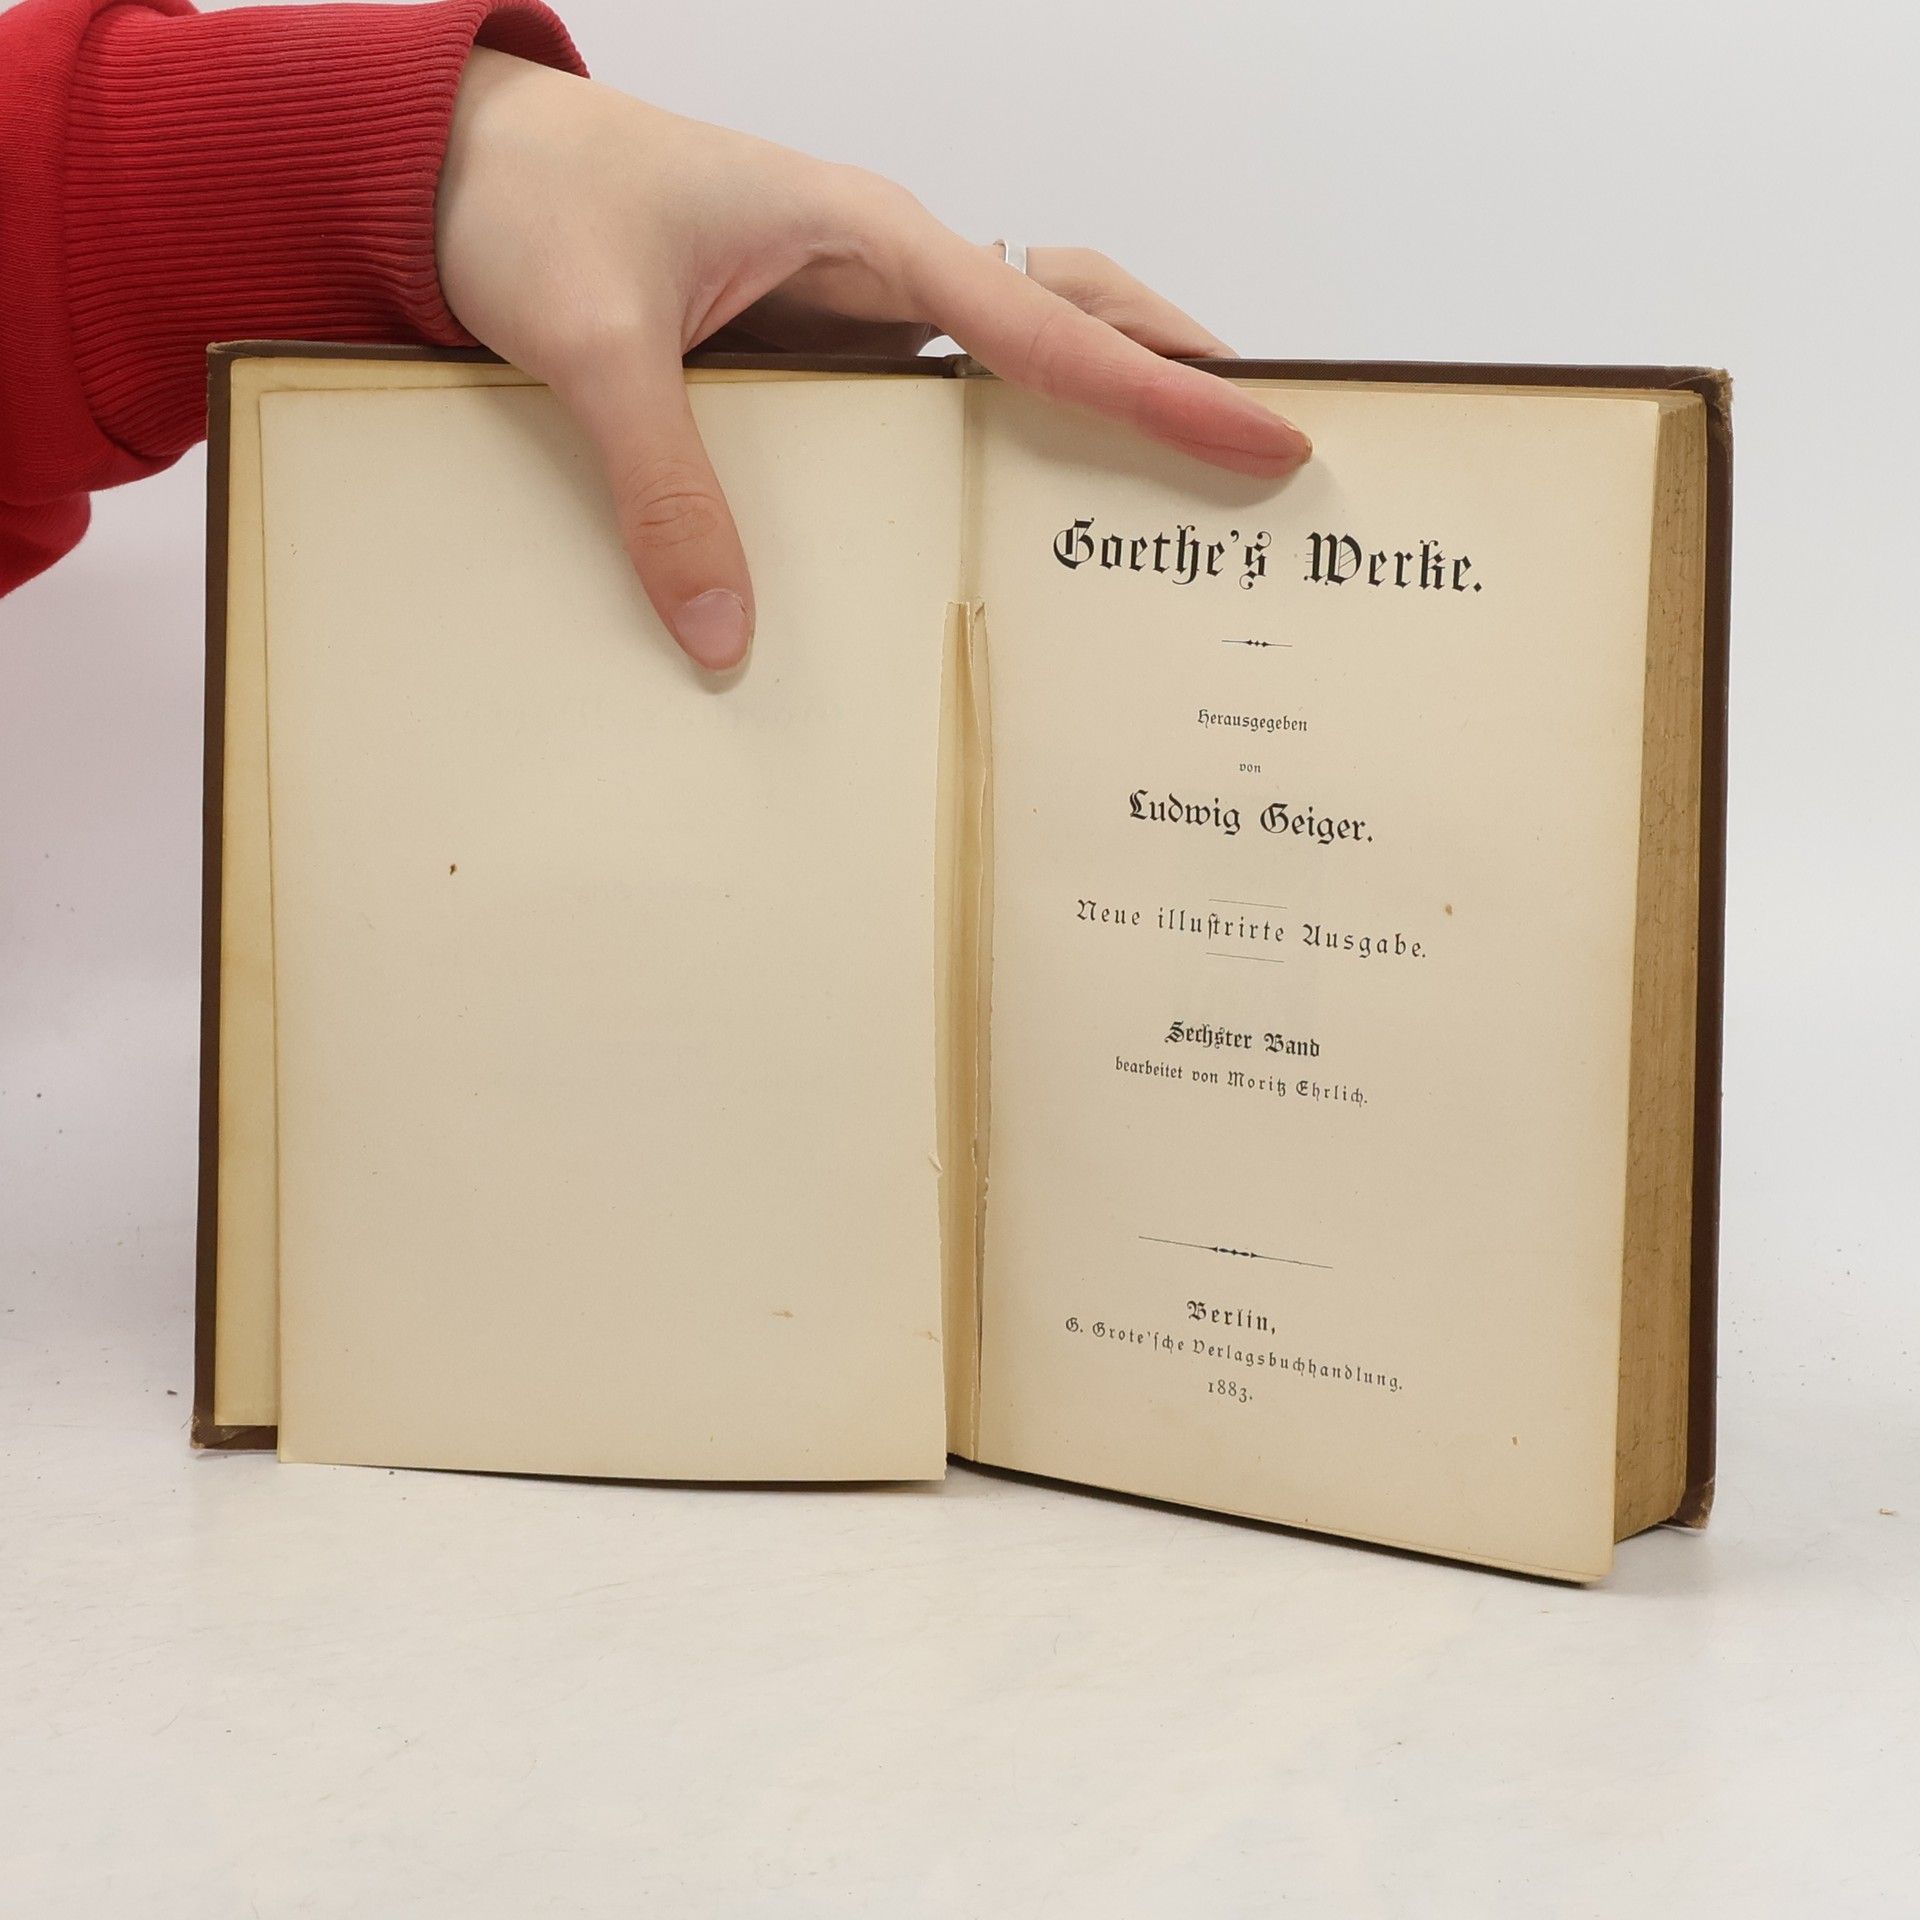 Goethe's Werke.
Herausgegeben
von
Ludwig Geiger.
Neue illuſtrirte Ausgabe.
Sechster Band
bearbeitet von Moritz Ehrlich.
Berlin,
G. Grote'ſche Verlagsbuchhandlung.
1883.